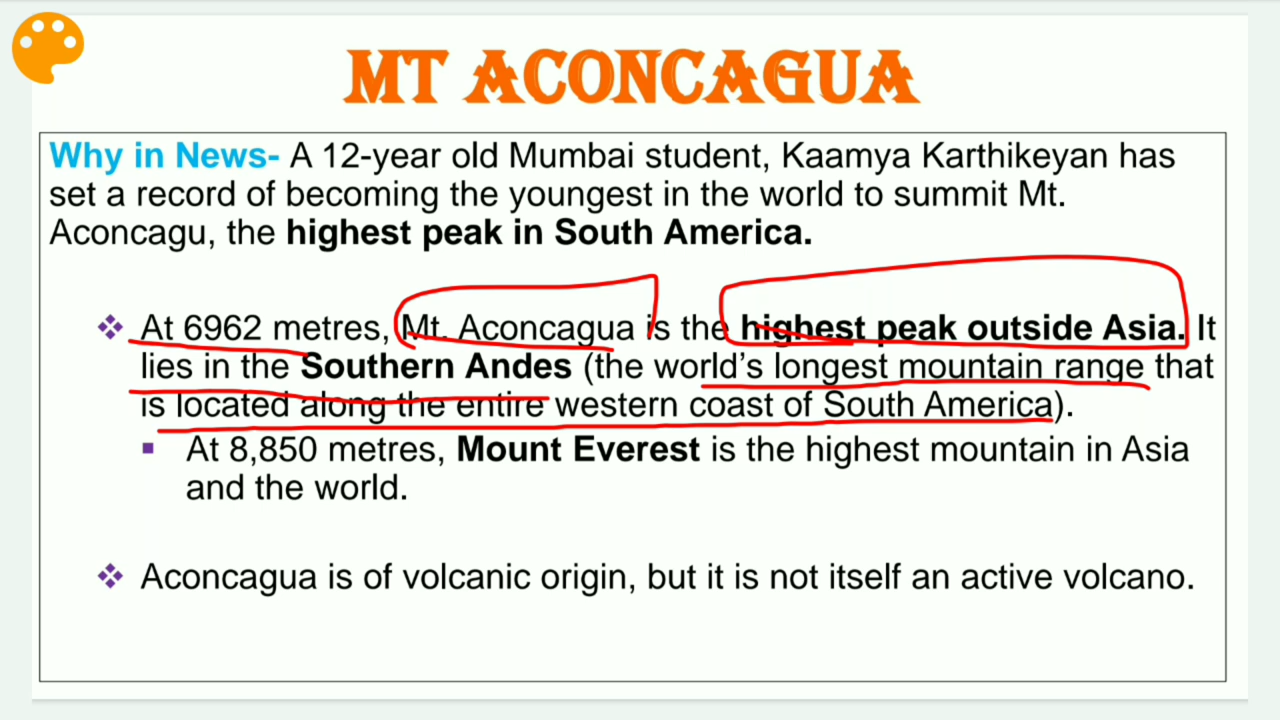 MT ACONCAGUA
Why in News- A 12-year old Mumbai student, Kaamya Karthikeyan has
set a record of becoming the youngest in the world to summit Mt.
Aconcagu, the highest peak in South America.
❖ At 6962 metres, Mt. Aconcagua is the highest peak outside Asia. It
lies in the Southern Andes (the world’s longest mountain range that
is located along the entire western coast of South America).
▪ At 8,850 metres, Mount Everest is the highest mountain in Asia
and the world.
❖ Aconcagua is of volcanic origin, but it is not itself an active volcano.